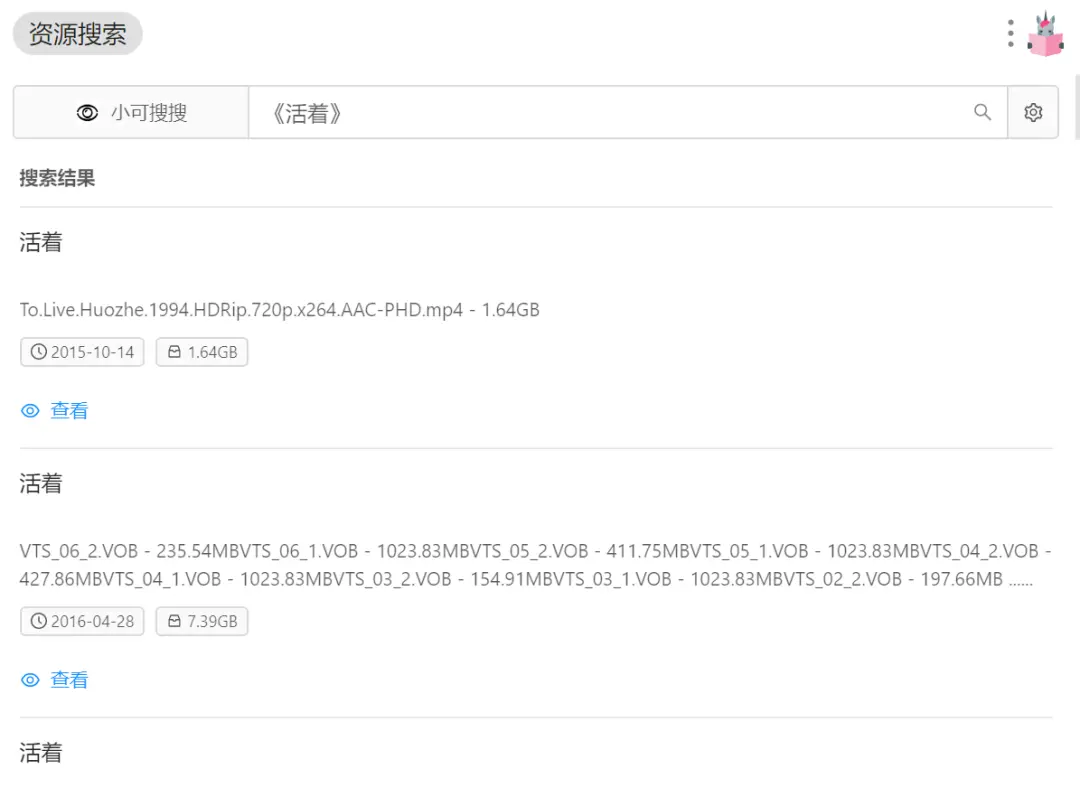 资源搜索
小可搜搜
《活着》
搜索结果
活着
To.Live.Huozhe.1994.HDRip.720p.x264.AAC-PHD.mp4 - 1.64GB
2015-10-14 1.64GB
查看
活着
VTS_06_2.VOB - 235.54MBVTS_06_1.VOB - 1023.83MBVTS_05_2.VOB - 411.75MBVTS_05_1.VOB - 1023.83MBVTS_04_2.VOB -
427.86MBVTS_04_1.VOB - 1023.83MBVTS_03_2.VOB - 154.91MBVTS_03_1.VOB - 1023.83MBVTS_02_2.VOB - 197.66MB ......
2016-04-28 7.39GB
查看
活着